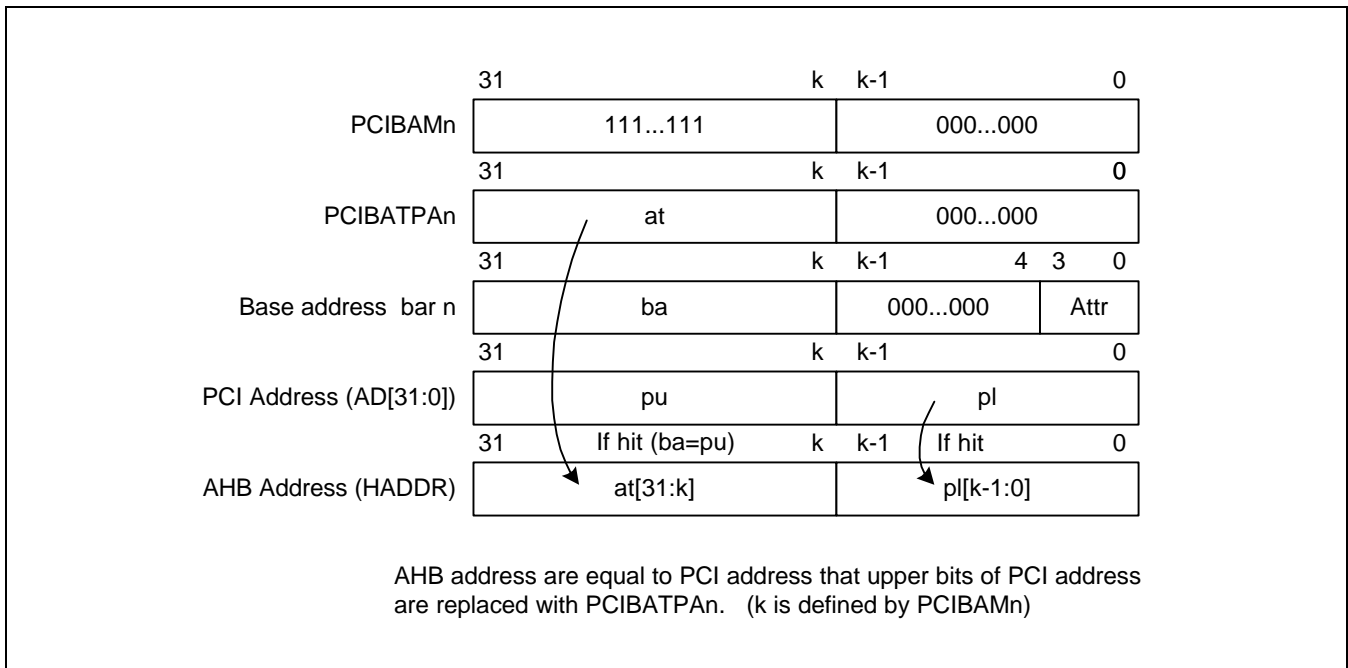 31 k k-1 0
PCIBAMn 111...111 000...000
31 k k-1 0
PCIBATPAn at 000...000
31 k k-1 4 3 0
Base address bar n ba 000...000 Attr
31 k k-1 0
PCI Address (AD[31:0]) pu pl
31 If hit (ba=pu) k k-1 If hit 0
AHB Address (HADDR) at[31:k] pl[k-1:0]
AHB address are equal to PCI address that upper bits of PCI address
are replaced with PCIBATPAn. (k is defined by PCIBAMn)